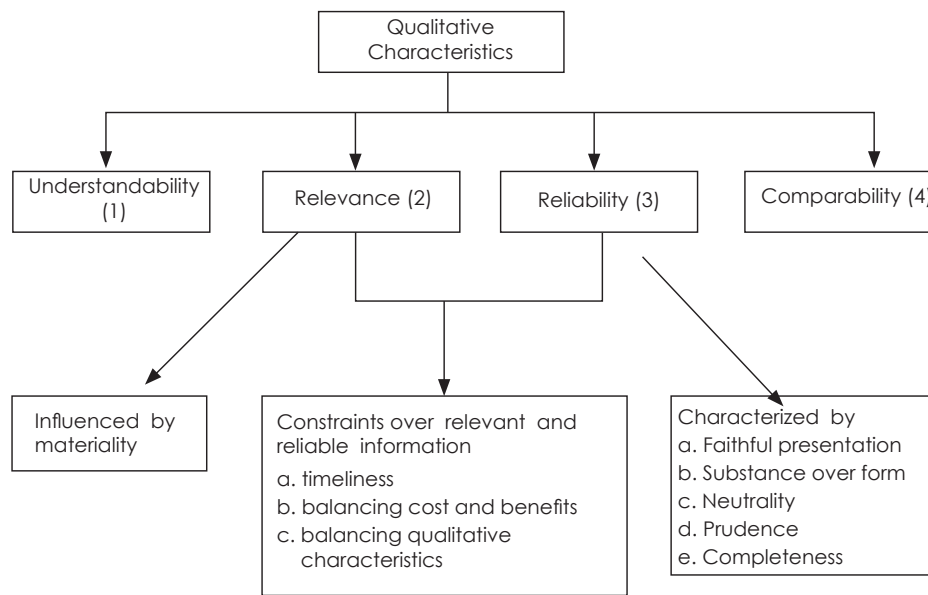 Qualitative
Characteristics
Understandability
(1)
Relevance (2)
Reliability (3)
Comparability (4)
Influenced by
materiality
Constraints over relevant and
reliable information
a. timeliness
b. balancing cost and benefits
c. balancing qualitative
characteristics
Characterized by
a. Faithful presentation
b. Substance over form
c. Neutrality
d. Prudence
e. Completeness